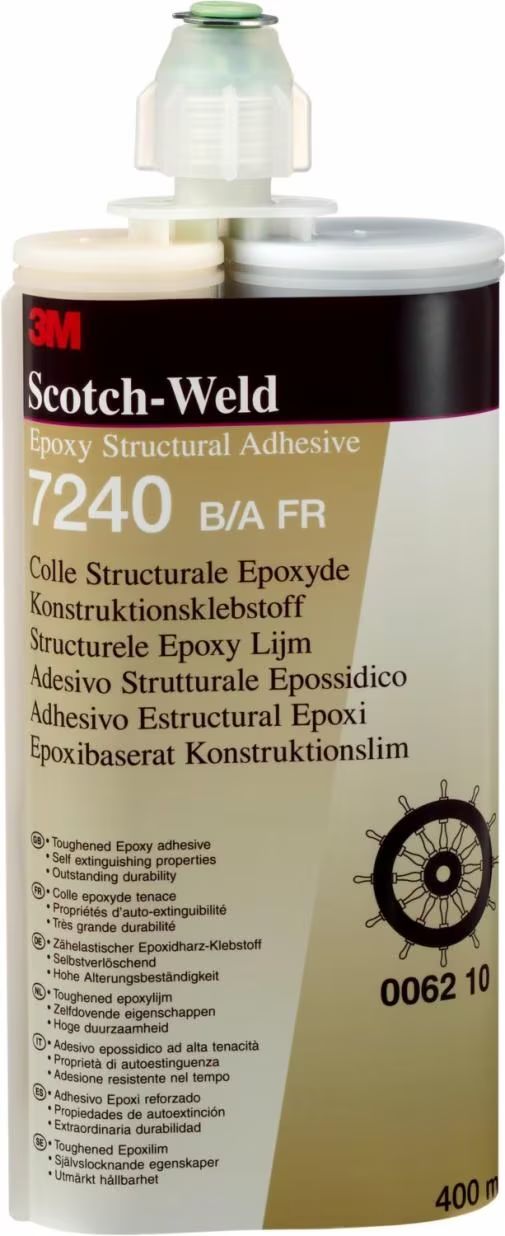 3M
Scotch-Weld
Epoxy Structural Adhesive
7240 B/A FR
Colle Structurale Epoxyde
Konstruktionsklebstoff
Structurele Epoxy Lijm
Adesivo Strutturale Epossidico
Adhesivo Estructural Epoxi
Epoxibaserat Konstruktionslim
GB • Toughened Epoxy adhesive
• Self extinguishing properties
• Outstanding durability
FR • Colle epoxyde tenace
• Propriétés d'auto-extinguibilité
• Très grande durabilité
DE • Zähelastischer Epoxidharz-Klebstoff
• Selbstverlöschend
• Hohe Alterungsbeständigkeit
NL • Toughened epoxylijm
• Zelfdovende eigenschappen
• Hoge duurzaamheid
IT • Adesivo epossidico ad alta tenacità
• Proprietà di autoestinguenza
• Adesione resistente nel tempo
ES • Adhesivo Epoxi reforzado
• Propiedades de autoextinción
• Extraordinaria durabilidad
SE • Toughened Epoxilim
• Självslocknande egenskaper
• Utmärkt hållbarhet
0062 10
400 m